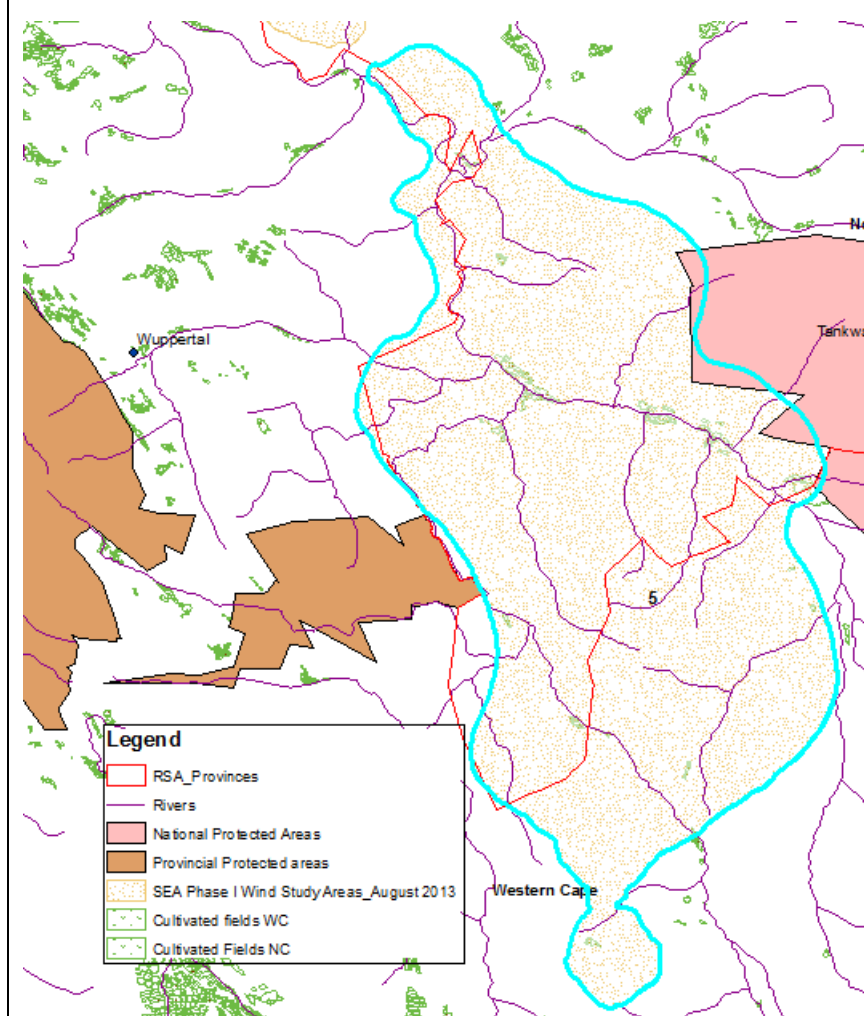 N
Wuppertal
Tankwa
5
Legend
RSA_Provinces
Rivers
National Protected Areas
Provincial Protected areas
SEA Phase I Wind Study Areas_August 2013
Cultivated fields WC
Cultivated Fields NC
Western Cape